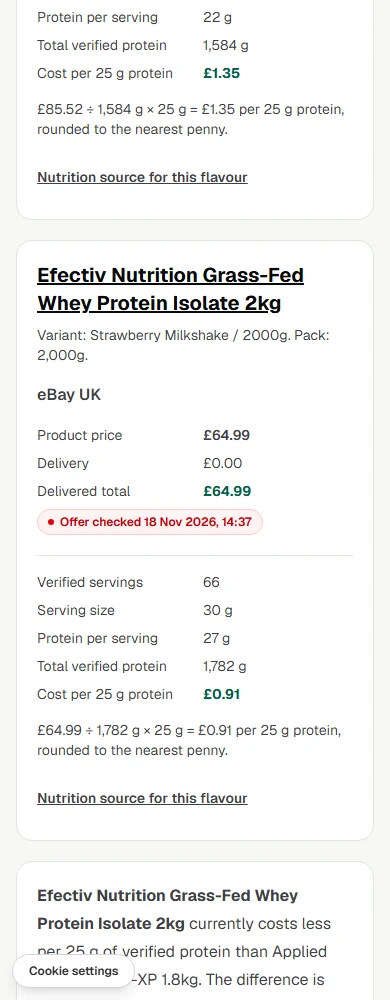 Protein per serving 22 g
Total verified protein 1,584 g
Cost per 25 g protein £1.35
£85.52 ÷ 1,584 g × 25 g = £1.35 per 25 g protein,
rounded to the nearest penny.
Nutrition source for this flavour
Efectiv Nutrition Grass-Fed
Whey Protein Isolate 2kg
Variant: Strawberry Milkshake / 2000g. Pack:
2,000g.
eBay UK
Product price £64.99
Delivery £0.00
Delivered total £64.99
Offer checked 18 Nov 2026, 14:37
Verified servings 66
Serving size 30 g
Protein per serving 27 g
Total verified protein 1,782 g
Cost per 25 g protein £0.91
£64.99 ÷ 1,782 g × 25 g = £0.91 per 25 g protein,
rounded to the nearest penny.
Nutrition source for this flavour
Efectiv Nutrition Grass-Fed Whey
Protein Isolate 2kg currently costs less
per 25 g of verified protein than Applied
-XP 1.8kg. The difference is
Cookie settings